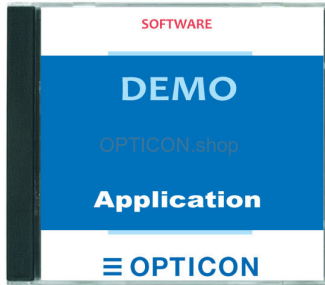 SOFTWARE
DEMO
OPTICON.shop
Application
OPTICON